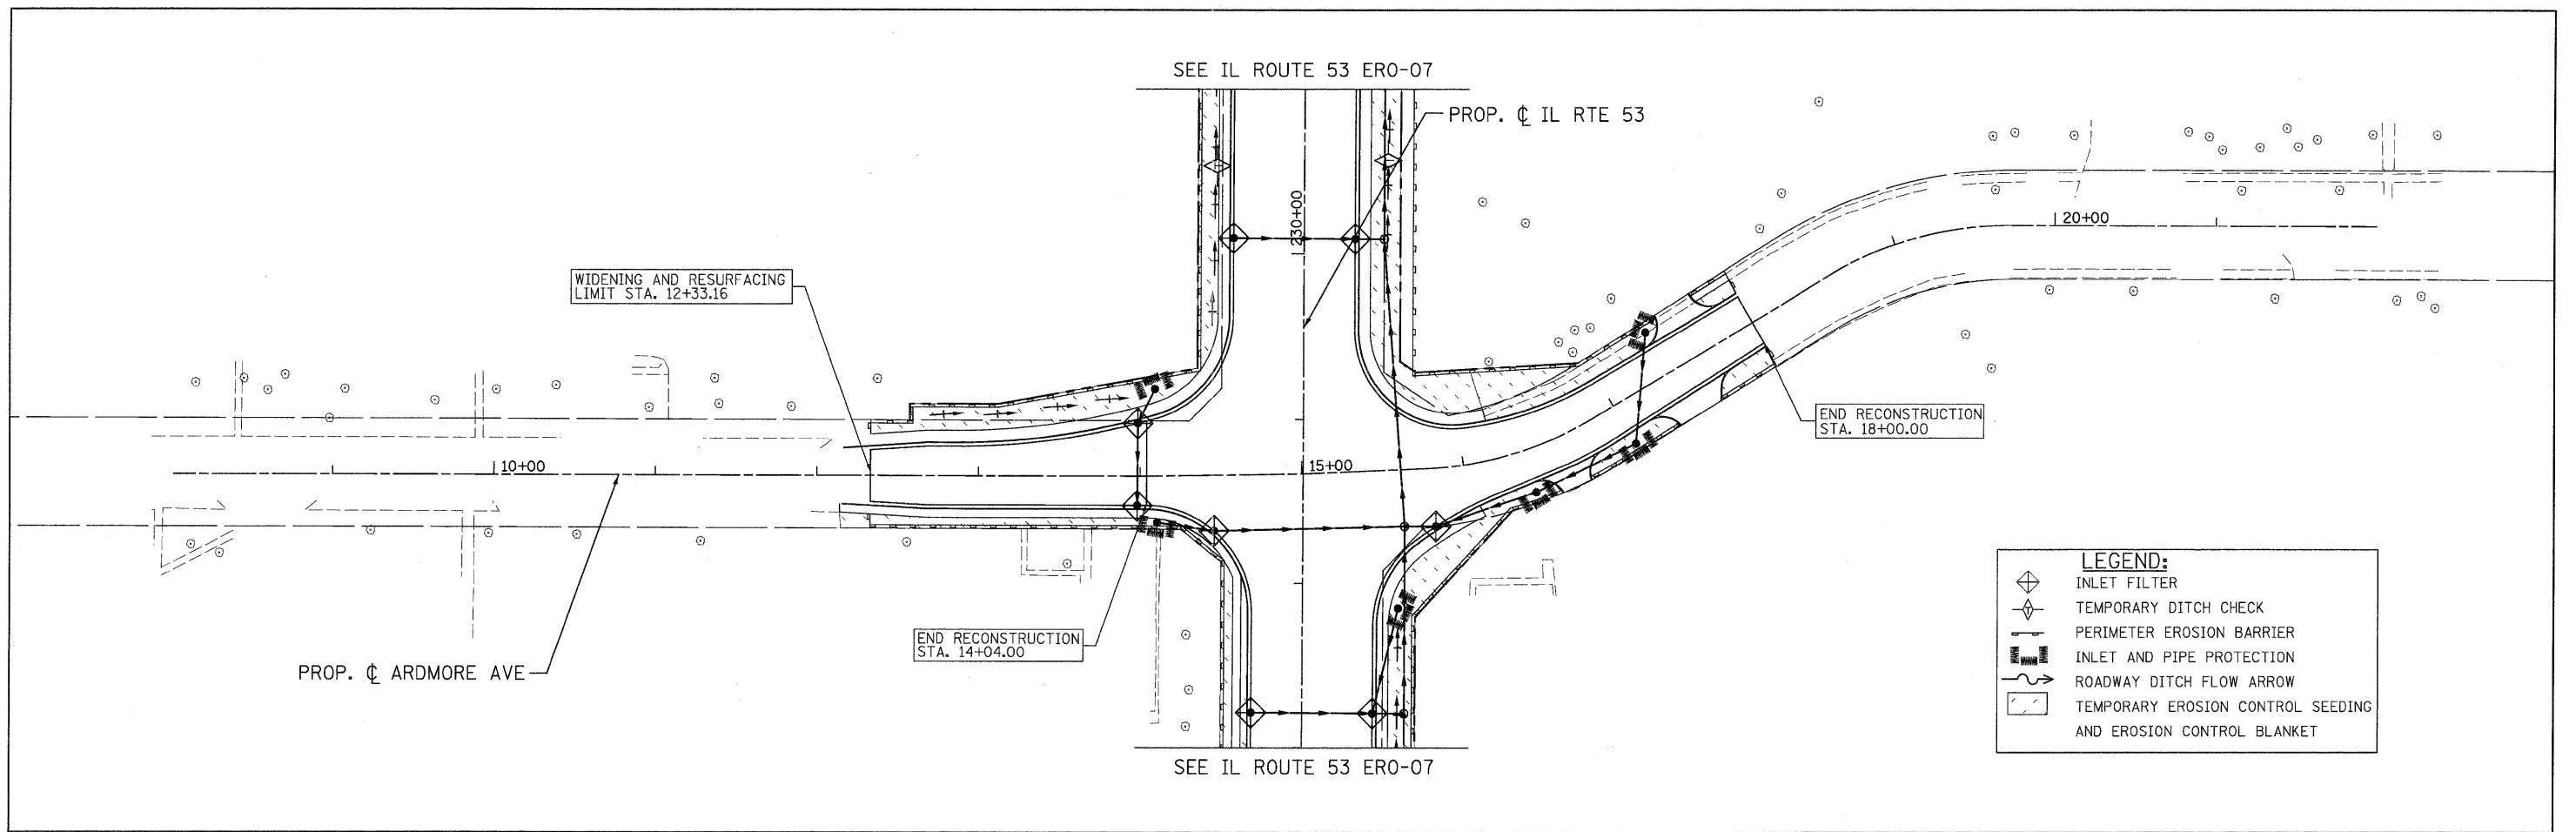 SEE IL ROUTE 53 ERO-07
PROP. ℄ IL RTE 53
230+00
20+00
WIDENING AND RESURFACING
LIMIT STA. 12+33.16
10+00
15+00
END RECONSTRUCTION
STA. 18+00.00
END RECONSTRUCTION
STA. 14+04.00
PROP. ℄ ARDMORE AVE
SEE IL ROUTE 53 ERO-07
LEGEND:
INLET FILTER
T
TEMPORARY DITCH CHECK
PERIMETER EROSION BARRIER
INLET AND PIPE PROTECTION
ROADWAY DITCH FLOW ARROW
TEMPORARY EROSION CONTROL SEEDING
AND EROSION CONTROL BLANKET